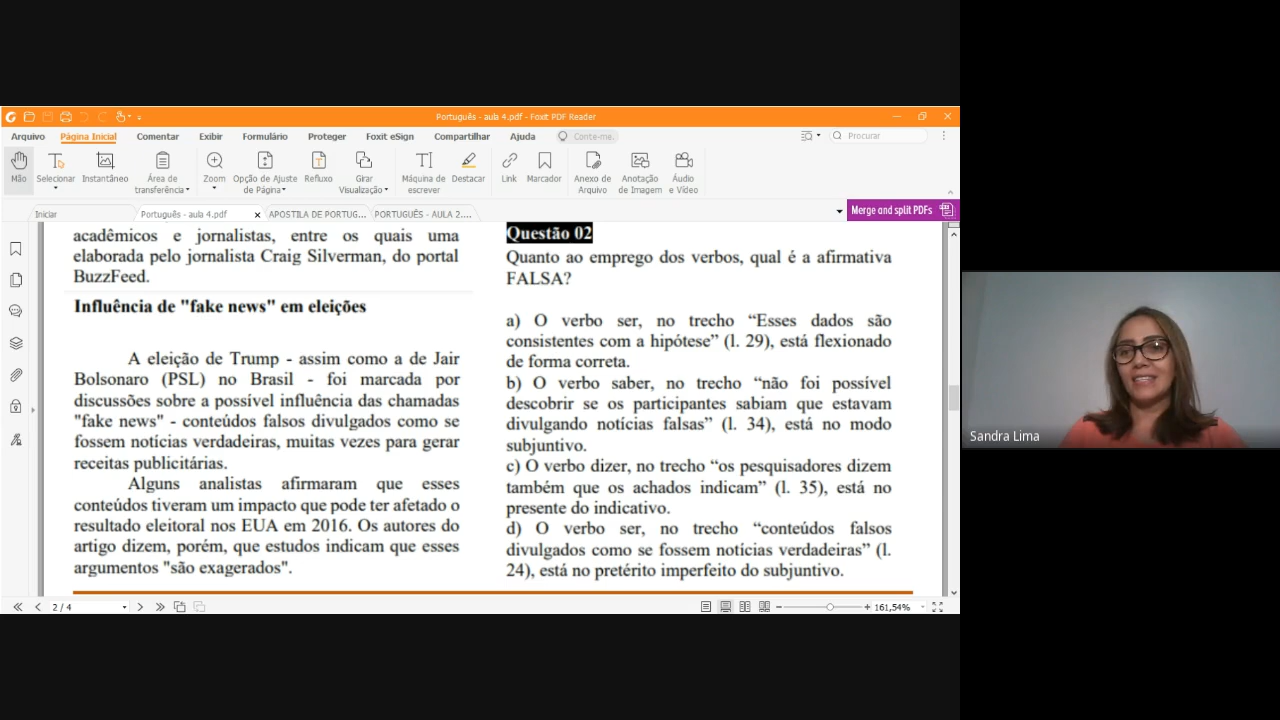 Português - aula 4.pdf - Foxit PDF Reader
Arquivo Página Inicial Comentar Exibir Formulário Proteger Foxit eSign Compartilhar Ajuda Conte-me. Procurar
Mão Selecionar Instantâneo Área de transferência Zoom Opção de Ajuste de Página Refluxo Girar Visualização Máquina de escrever Destacar Link Marcador Anexo de Arquivo Anotação de Imagem Áudio e Vídeo
Iniciar Português - aula 4.pdf APOSTILA DE PORTUG... PORTUGUÊS - AULA 2.... Merge and split PDFs
acadêmicos e jornalistas, entre os quais uma
elaborada pelo jornalista Craig Silverman, do portal
BuzzFeed.
Influência de "fake news" em eleições
A eleição de Trump - assim como a de Jair
Bolsonaro (PSL) no Brasil - foi marcada por
discussões sobre a possível influência das chamadas
"fake news" - conteúdos falsos divulgados como se
fossem notícias verdadeiras, muitas vezes para gerar
receitas publicitárias.
Alguns analistas afirmaram que esses
conteúdos tiveram um impacto que pode ter afetado o
resultado eleitoral nos EUA em 2016. Os autores do
artigo dizem, porém, que estudos indicam que esses
argumentos "são exagerados".
Questão 02
Quanto ao emprego dos verbos, qual é a afirmativa
FALSA?
a) O verbo ser, no trecho “Esses dados são
consistentes com a hipótese” (l. 29), está flexionado
de forma correta.
b) O verbo saber, no trecho “não foi possível
descobrir se os participantes sabiam que estavam
divulgando notícias falsas” (l. 34), está no modo
subjuntivo.
c) O verbo dizer, no trecho “os pesquisadores dizem
também que os achados indicam” (l. 35), está no
presente do indicativo.
d) O verbo ser, no trecho “conteúdos falsos
divulgados como se fossem notícias verdadeiras” (l.
24), está no pretérito imperfeito do subjuntivo.
2 / 4 161,54%
Sandra Lima